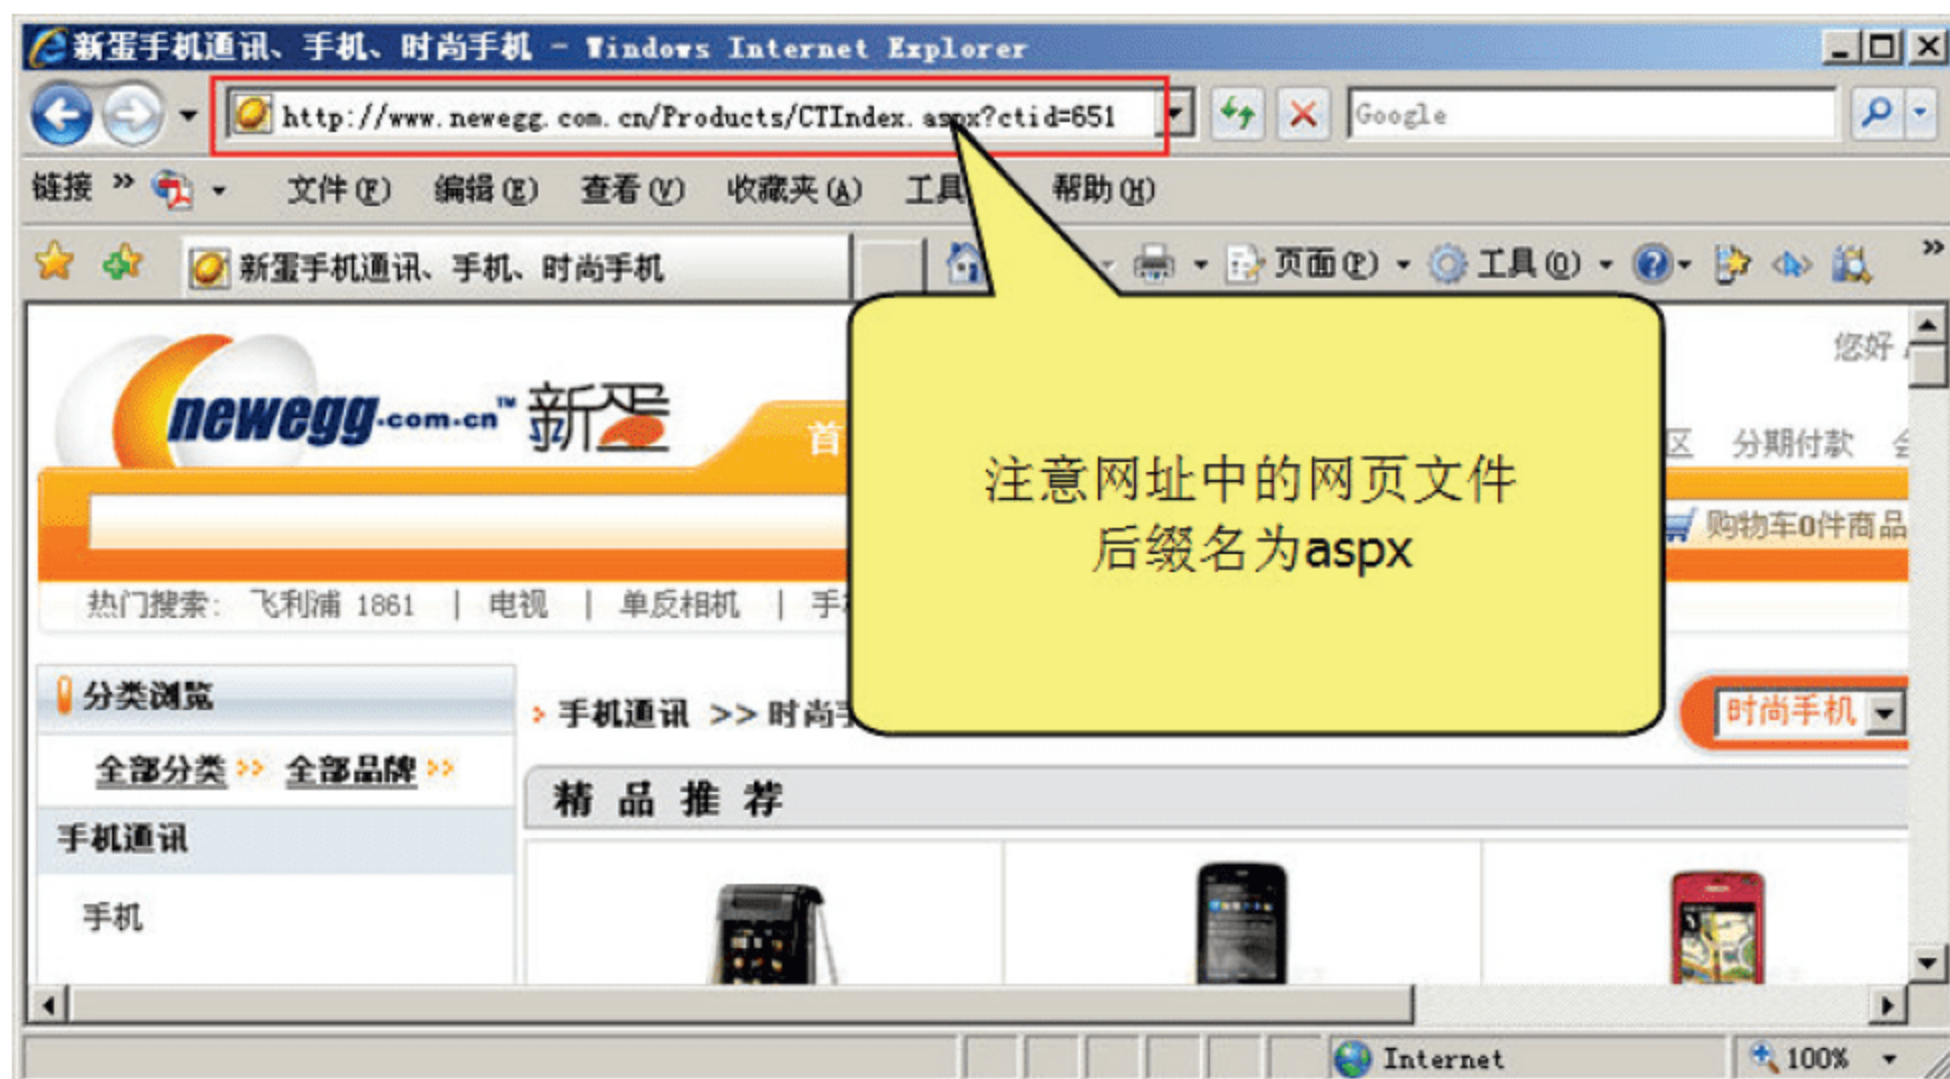 新蛋手机通讯、手机、时尚手机 - Windows Internet Explorer
http://www.newegg.com.cn/Products/CTIndex.aspx?ctid=651
Google
链接 » 文件(F) 编辑(E) 查看(V) 收藏夹(A) 工具 帮助(H)
新蛋手机通讯、手机、时尚手机
页面(P) 工具(O) »
您好
newegg.com.cn™ 新蛋
首
区 分期付款
注意网址中的网页文件
后缀名为aspx
购物车0件商品
热门搜索: 飞利浦 1861 | 电视 | 单反相机 | 手
分类浏览
手机通讯 >> 时尚手
时尚手机
全部分类 >> 全部品牌 >>
精品推荐
手机通讯
手机
Internet
100%